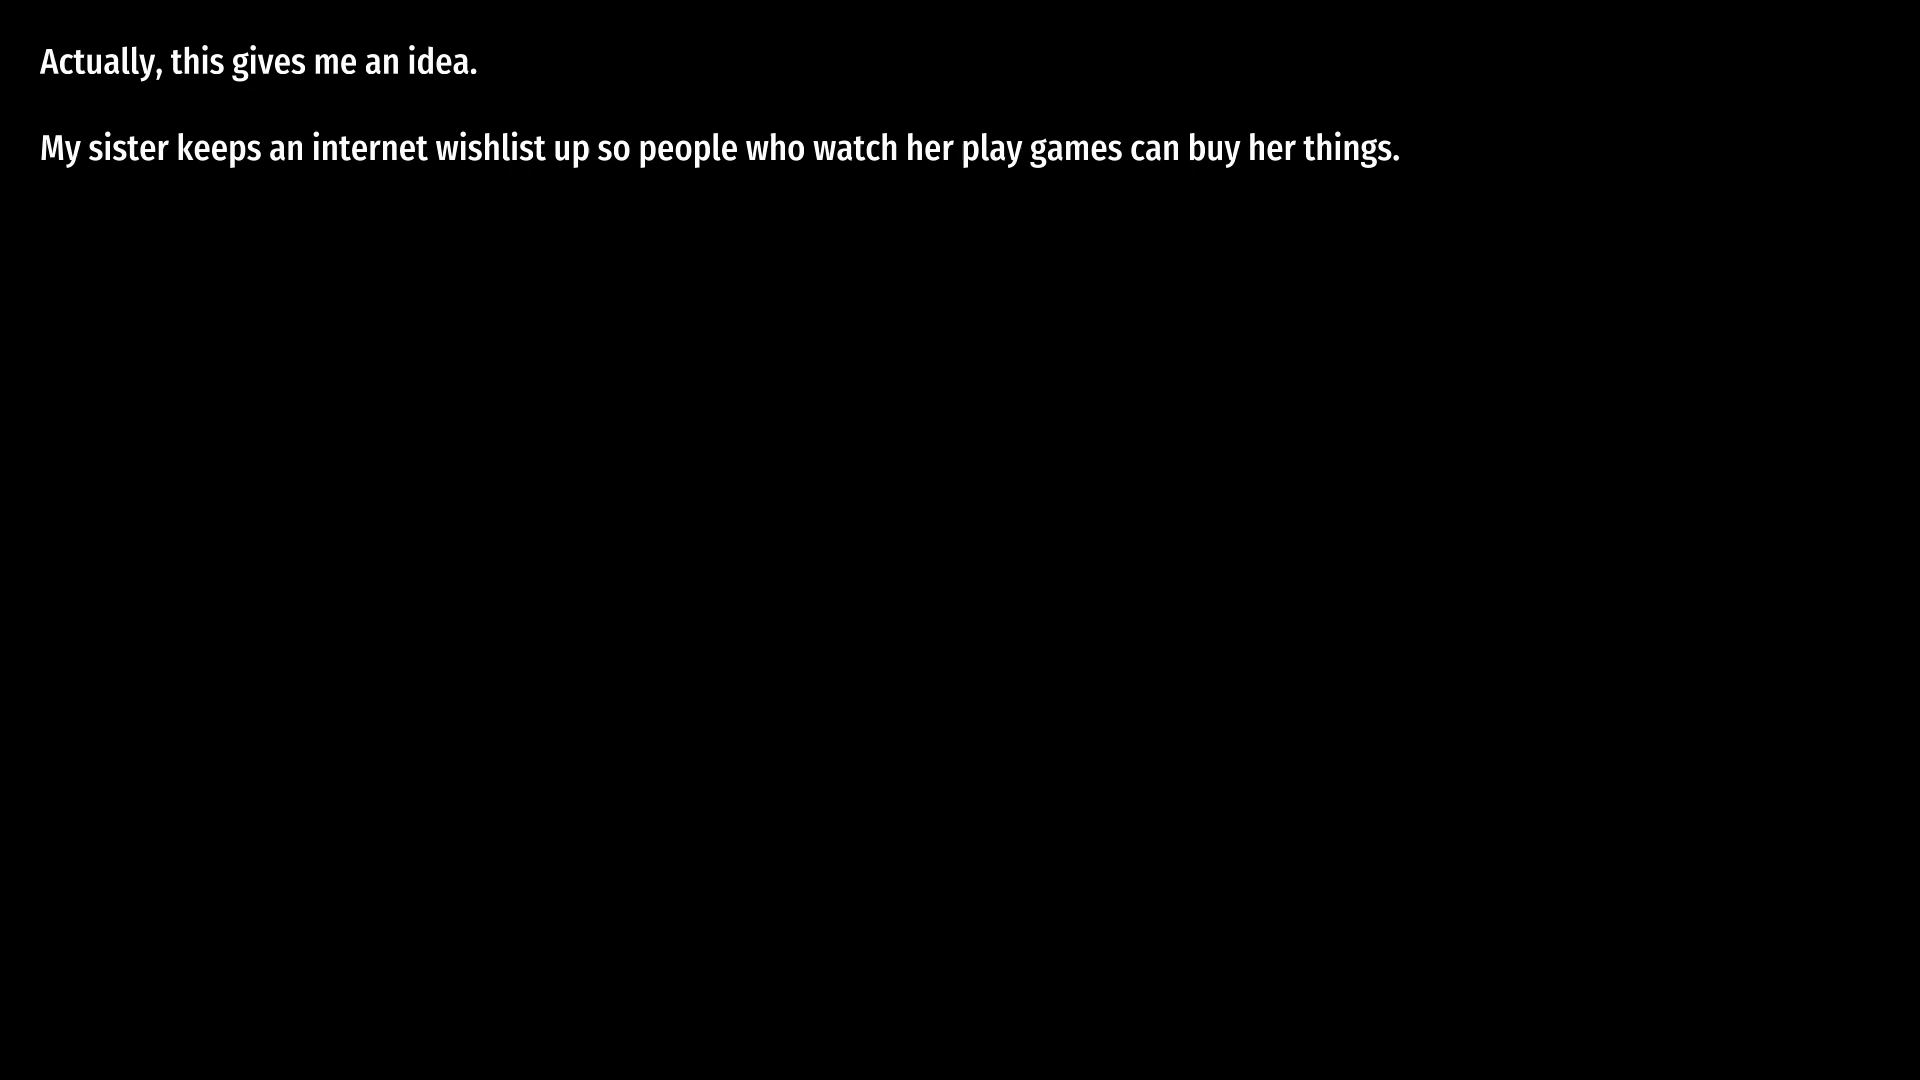 Actually, this gives me an idea.
My sister keeps an internet wishlist up so people who watch her play games can buy her things.